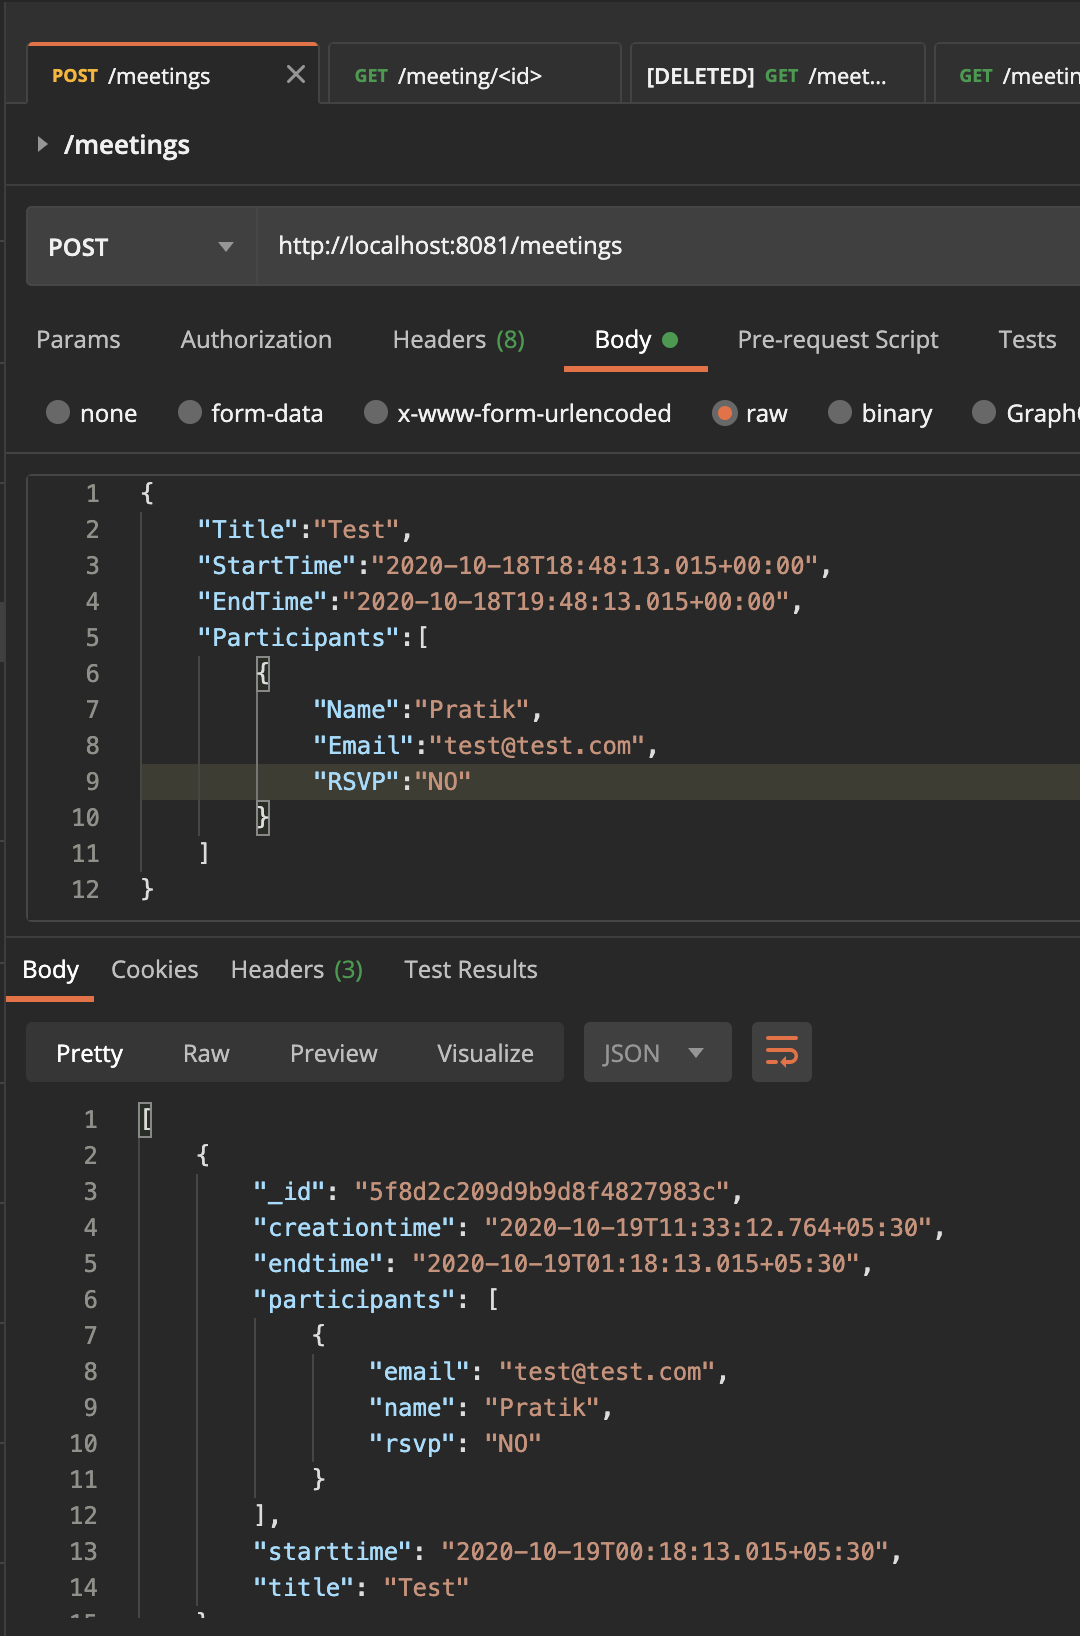 POST /meetings GET /meeting/<id> [DELETED] GET /meet... GET /meetin
/meetings
POST http://localhost:8081/meetings
Params Authorization Headers (8) Body Pre-request Script Tests
none form-data x-www-form-urlencoded raw binary Graph
1 {
2 "Title":"Test",
3 "StartTime":"2020-10-18T18:48:13.015+00:00",
4 "EndTime":"2020-10-18T19:48:13.015+00:00",
5 "Participants":[
6 {
7 "Name":"Pratik",
8 "Email":"test@test.com",
9 "RSVP":"NO"
10 }
11 ]
12 }
Body Cookies Headers (3) Test Results
Pretty Raw Preview Visualize JSON
1 [
2 {
3 "_id": "5f8d2c209d9b9d8f4827983c",
4 "creationtime": "2020-10-19T11:33:12.764+05:30",
5 "endtime": "2020-10-19T01:18:13.015+05:30",
6 "participants": [
7 {
8 "email": "test@test.com",
9 "name": "Pratik",
10 "rsvp": "NO"
11 }
12 ],
13 "starttime": "2020-10-19T00:18:13.015+05:30",
14 "title": "Test"